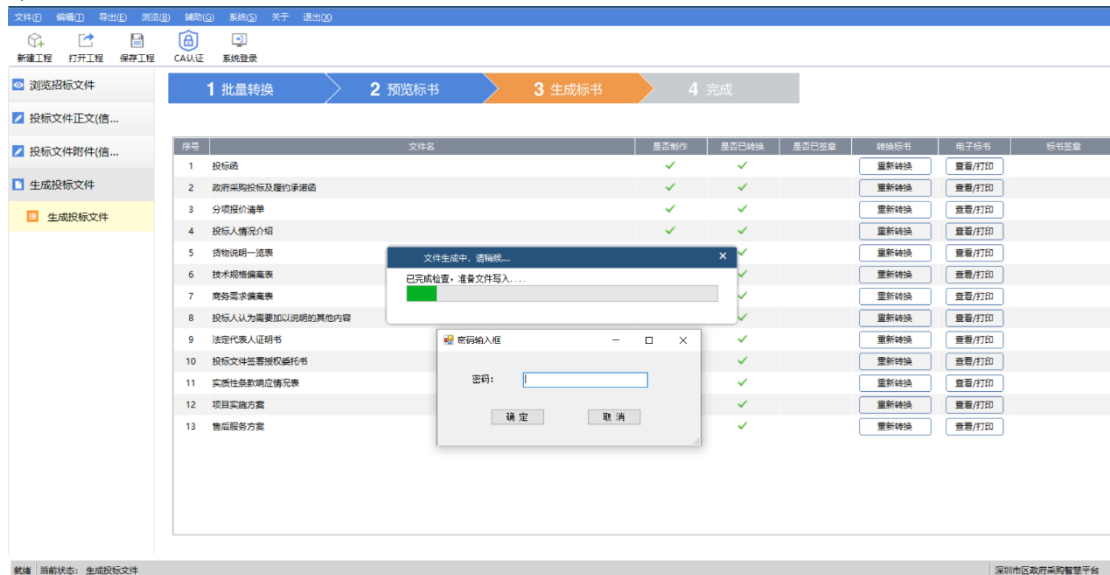 文件(F) 编辑(I) 导出(E) 浏览(B) 辅助(G) 系统(S) 关于 退出(X)
新建工程 打开工程 保存工程 CA认证 系统登录
浏览招标文件
投标文件正文(信...
投标文件附件(信...
生成投标文件
生成投标文件
1 批量转换 2 预览标书 3 生成标书 4 完成
序号 文件名 是否制作 是否已转换 是否已签章 转换标书 电子标书 标书签章
1 投标函 重新转换 查看/打印
2 政府采购投标及履约承诺函 重新转换 查看/打印
3 分项报价清单 重新转换 查看/打印
4 投标人情况介绍 重新转换 查看/打印
5 货物说明一览表 重新转换 查看/打印
6 技术规格偏离表 重新转换 查看/打印
7 商务需求偏离表 重新转换 查看/打印
8 投标人认为需要加以说明的其他内容 重新转换 查看/打印
9 法定代表人证明书 重新转换 查看/打印
10 投标文件签署授权委托书 重新转换 查看/打印
11 实质性条款响应情况表 重新转换 查看/打印
12 项目实施方案 重新转换 查看/打印
13 售后服务方案 重新转换 查看/打印
文件生成中，请稍候....
已完成检查，准备文件写入....
密码输入框
密码：
确 定 取 消
就绪 当前状态： 生成投标文件 深圳市区政府采购智慧平台